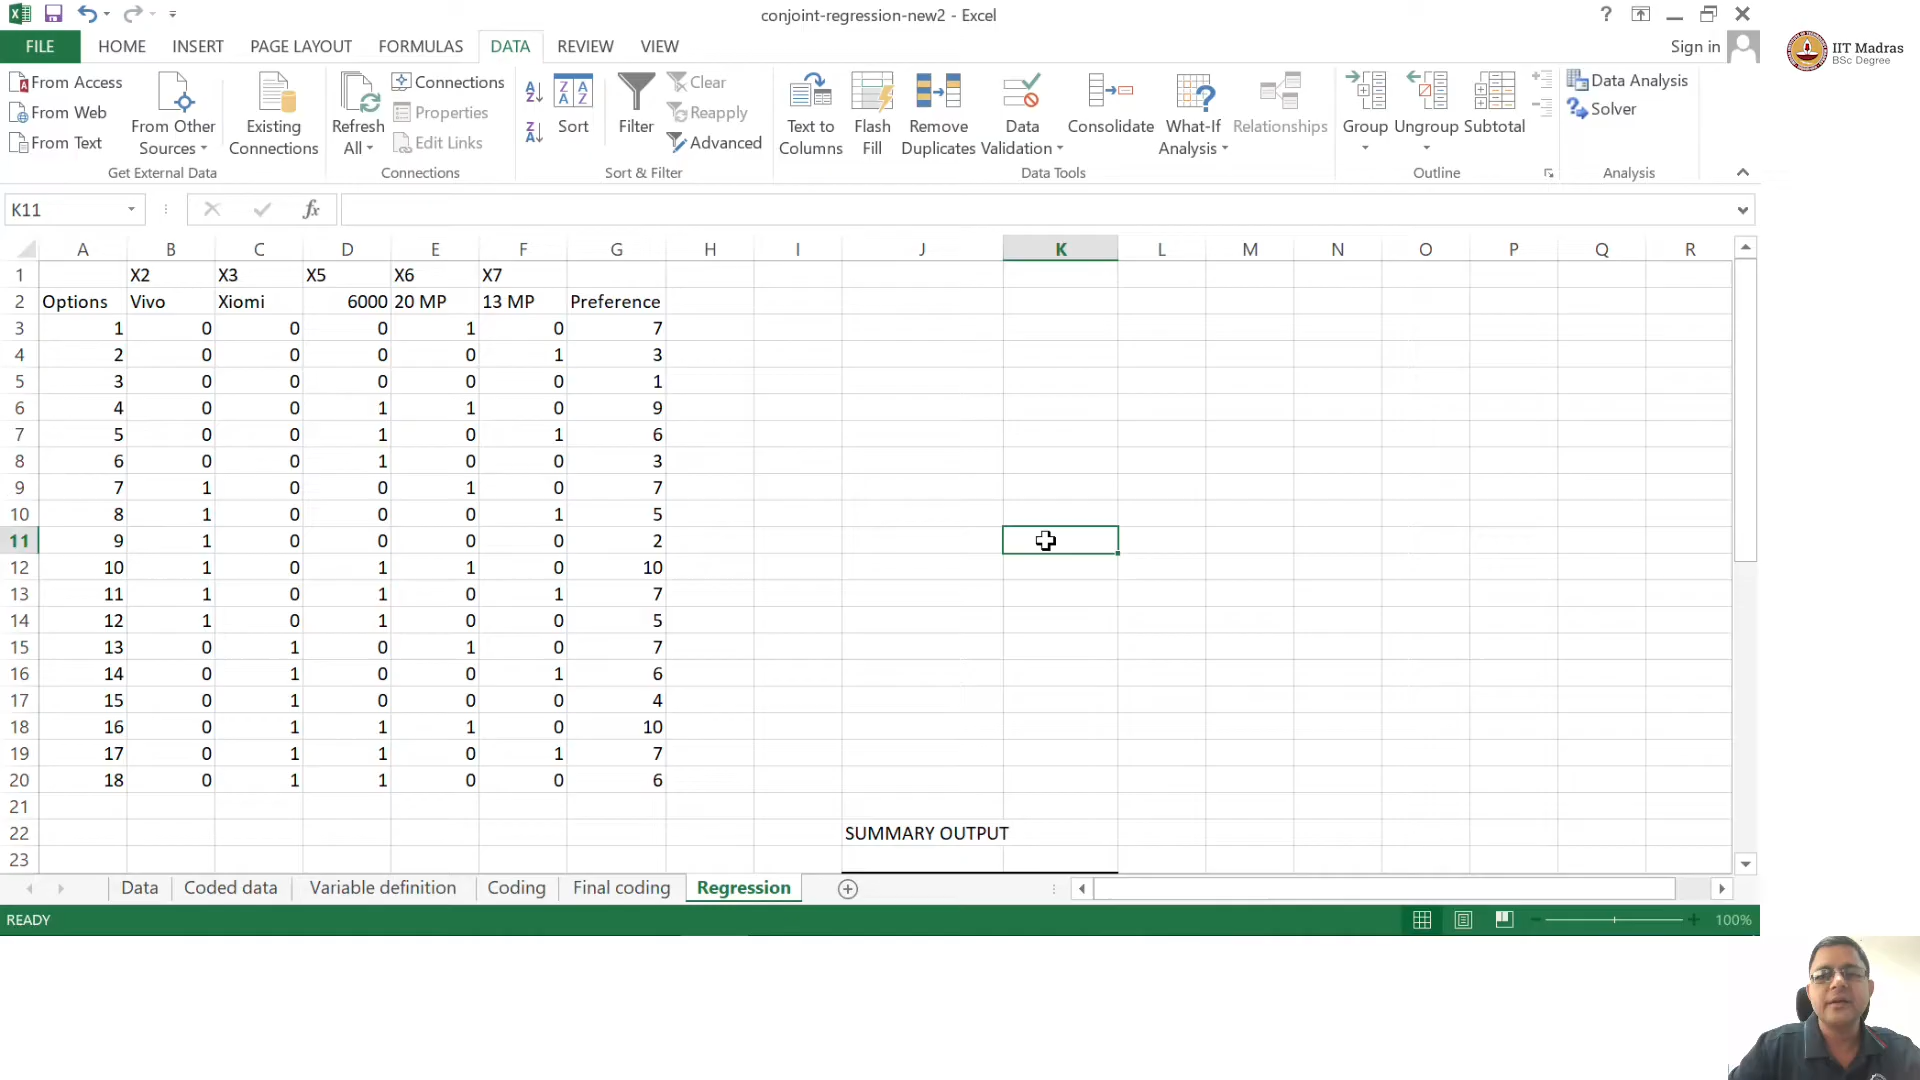 conjoint-regression-new2 - Excel
FILE HOME INSERT PAGE LAYOUT FORMULAS DATA REVIEW VIEW Sign in
IIT Madras
BSc Degree
From Access
From Web
From Text
From Other Sources
Existing Connections
Get External Data
Refresh All
Connections
Properties
Edit Links
Connections
Sort
Filter
Clear
Reapply
Advanced
Sort & Filter
Text to Columns
Flash Fill
Remove Duplicates
Data Validation
Consolidate
What-If Analysis
Relationships
Data Tools
Group
Ungroup
Subtotal
Outline
Data Analysis
Solver
Analysis
K11 fx
A B C D E F G H I J K L M N O P Q R
1 X2 X3 X5 X6 X7
2 Options Vivo Xiomi 6000 20 MP 13 MP Preference
3 1 0 0 0 1 0 7
4 2 0 0 0 0 1 3
5 3 0 0 0 0 0 1
6 4 0 0 1 1 0 9
7 5 0 0 1 0 1 6
8 6 0 0 1 0 0 3
9 7 1 0 0 1 0 7
10 8 1 0 0 0 1 5
11 9 1 0 0 0 0 2
12 10 1 0 1 1 0 10
13 11 1 0 1 0 1 7
14 12 1 0 1 0 0 5
15 13 0 1 0 1 0 7
16 14 0 1 0 0 1 6
17 15 0 1 0 0 0 4
18 16 0 1 1 1 0 10
19 17 0 1 1 0 1 7
20 18 0 1 1 0 0 6
21
22 SUMMARY OUTPUT
23
Data Coded data Variable definition Coding Final coding Regression
READY 100%